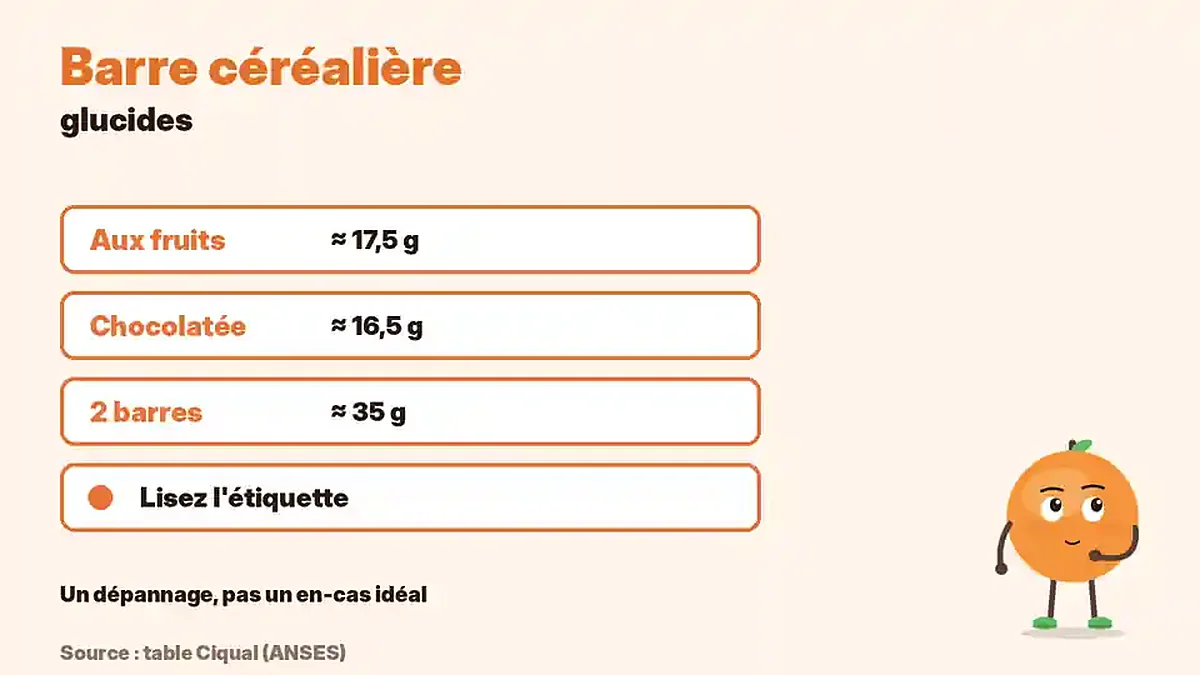 Barre céréalière
glucides
Aux fruits ≈ 17,5 g
Chocolatée ≈ 16,5 g
2 barres ≈ 35 g
Lisez l'étiquette
Un dépannage, pas un en-cas idéal
Source : table Ciqual (ANSES)